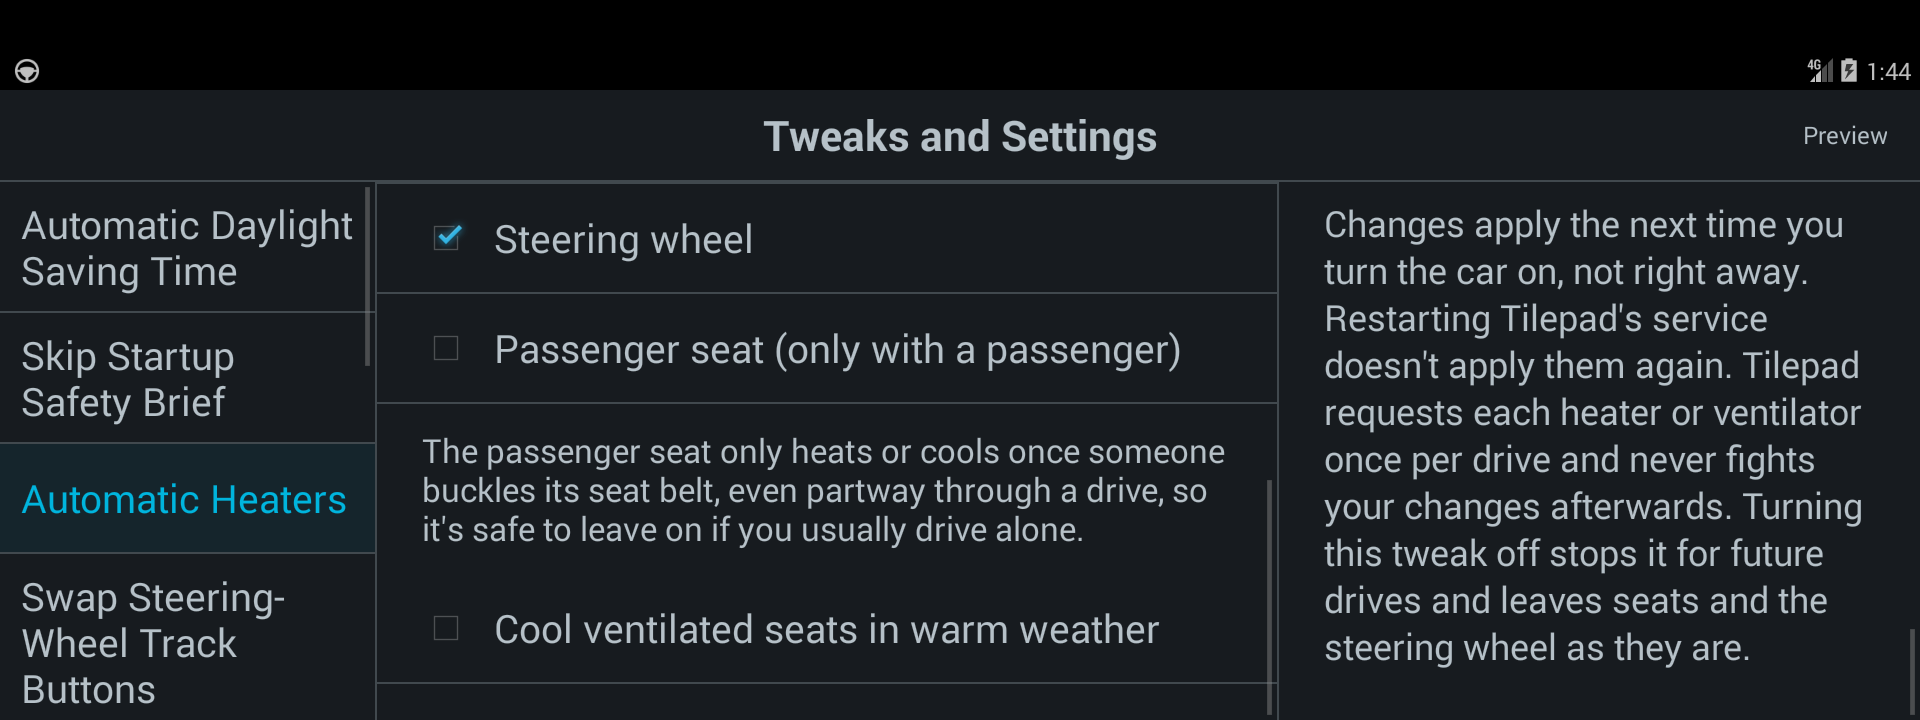 4G 1:44
Tweaks and Settings
Preview
Automatic Daylight
Saving Time
Skip Startup
Safety Brief
Automatic Heaters
Swap Steering-
Wheel Track
Buttons
Steering wheel
Passenger seat (only with a passenger)
The passenger seat only heats or cools once someone
buckles its seat belt, even partway through a drive, so
it's safe to leave on if you usually drive alone.
Cool ventilated seats in warm weather
Changes apply the next time you
turn the car on, not right away.
Restarting Tilepad's service
doesn't apply them again. Tilepad
requests each heater or ventilator
once per drive and never fights
your changes afterwards. Turning
this tweak off stops it for future
drives and leaves seats and the
steering wheel as they are.